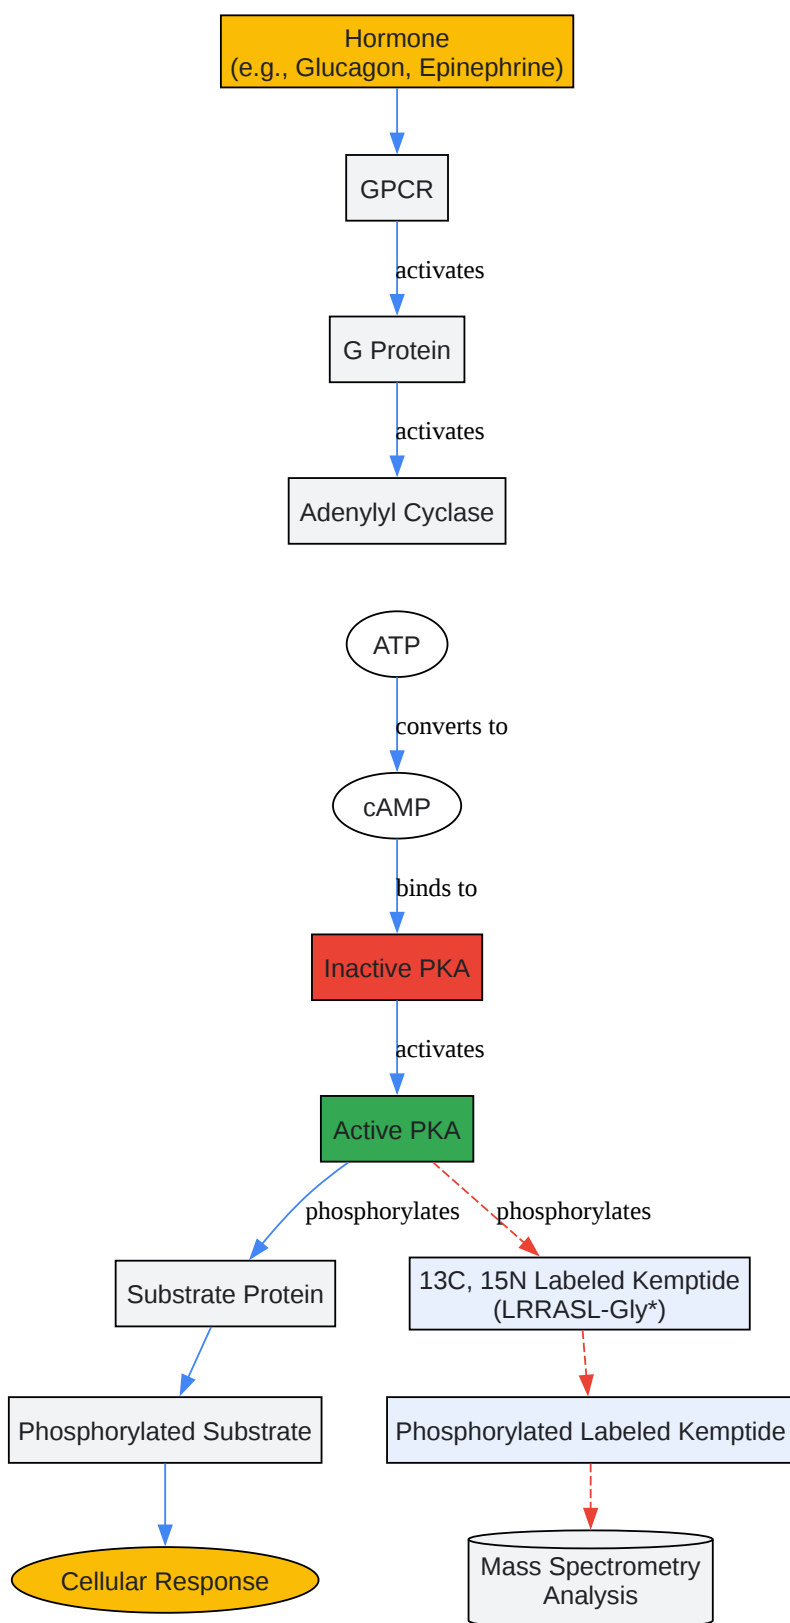 Hormone
(e.g., Glucagon, Epinephrine)
GPCR
activates
G Protein
activates
Adenylyl Cyclase
ATP
converts to
cAMP
binds to
Inactive PKA
activates
Active PKA
phosphorylates
phosphorylates
Substrate Protein
13C, 15N Labeled Kemptide
(LRRASL-Gly*)
Phosphorylated Substrate
Phosphorylated Labeled Kemptide
Cellular Response
Mass Spectrometry
Analysis